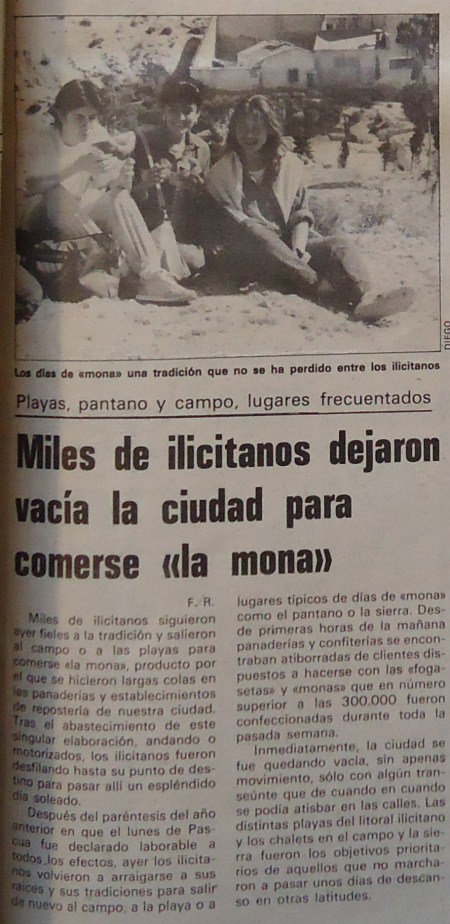 DIEGO
Los días de «mona» una tradición que no se ha perdido entre los ilicitanos
Playas, pantano y campo, lugares frecuentados
Miles de ilicitanos dejaron
vacía la ciudad para
comerse «la mona»
F. R.
Miles de ilicitanos siguieron
ayer fieles a la tradición y salieron
al campo o a las playas para
comerse «la mona», producto por
el que se hicieron largas colas en
las panaderías y establecimientos
de repostería de nuestra ciudad.
Tras el abastecimiento de este
singular elaboración, andando o
motorizados, los ilicitanos fueron
desfilando hasta su punto de des-
tino para pasar allí un espléndido
día soleado.
Después del paréntesis del año
anterior en que el lunes de Pas-
cua fue declarado laborable a
todos los efectos, ayer los ilicita-
nos volvieron a arraigarse a sus
raíces y sus tradiciones para salir
de nuevo al campo, a la playa o a
lugares típicos de días de «mona»
como el pantano o la sierra. Des-
de primeras horas de la mañana
panaderías y confiterías se encon-
traban atiborradas de clientes dis-
puestos a hacerse con las «foga-
setas» y «monas» que en número
superior a las 300.000 fueron
confeccionadas durante toda la
pasada semana.
Inmediatamente, la ciudad se
fue quedando vacía, sin apenas
movimiento, sólo con algún tran-
seúnte que de cuando en cuando
se podía atisbar en las calles. Las
distintas playas del litoral ilicitano
y los chalets en el campo y la sie-
rra fueron los objetivos priorita-
rios de aquellos que no marcha-
ron a pasar unos días de descan-
so en otras latitudes.